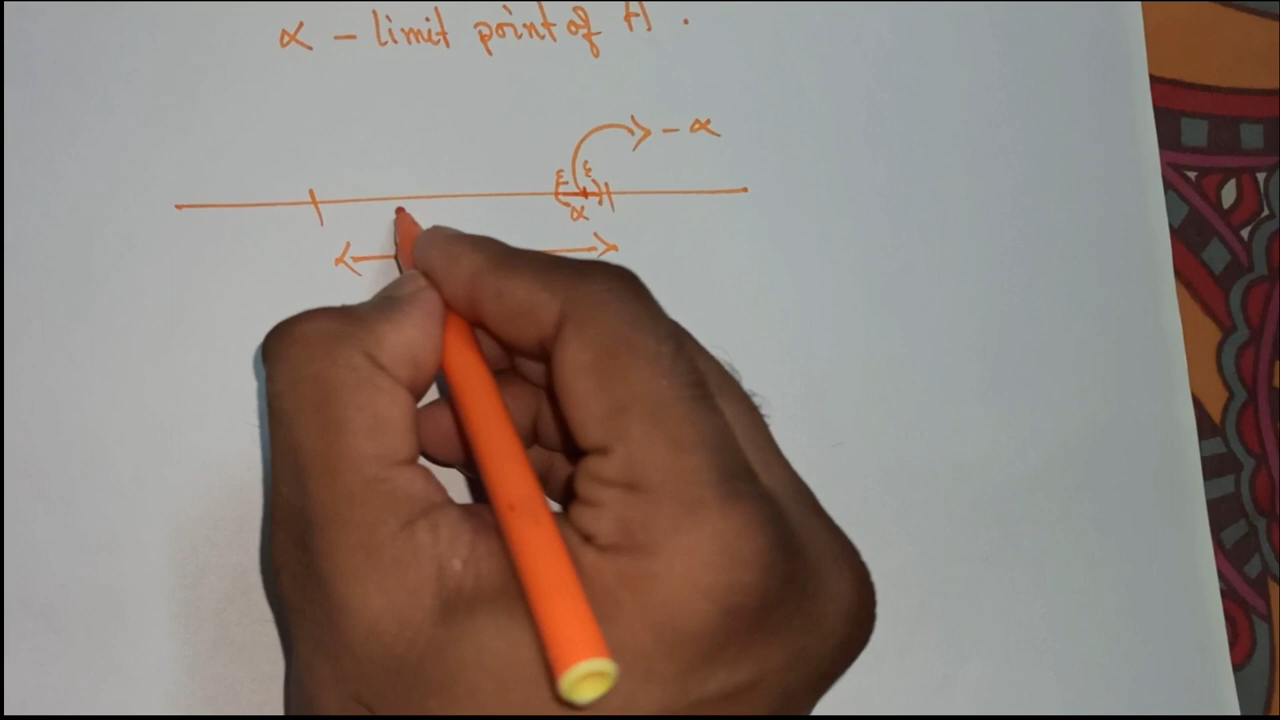 α - limit point of A .
- α
ε ε
α